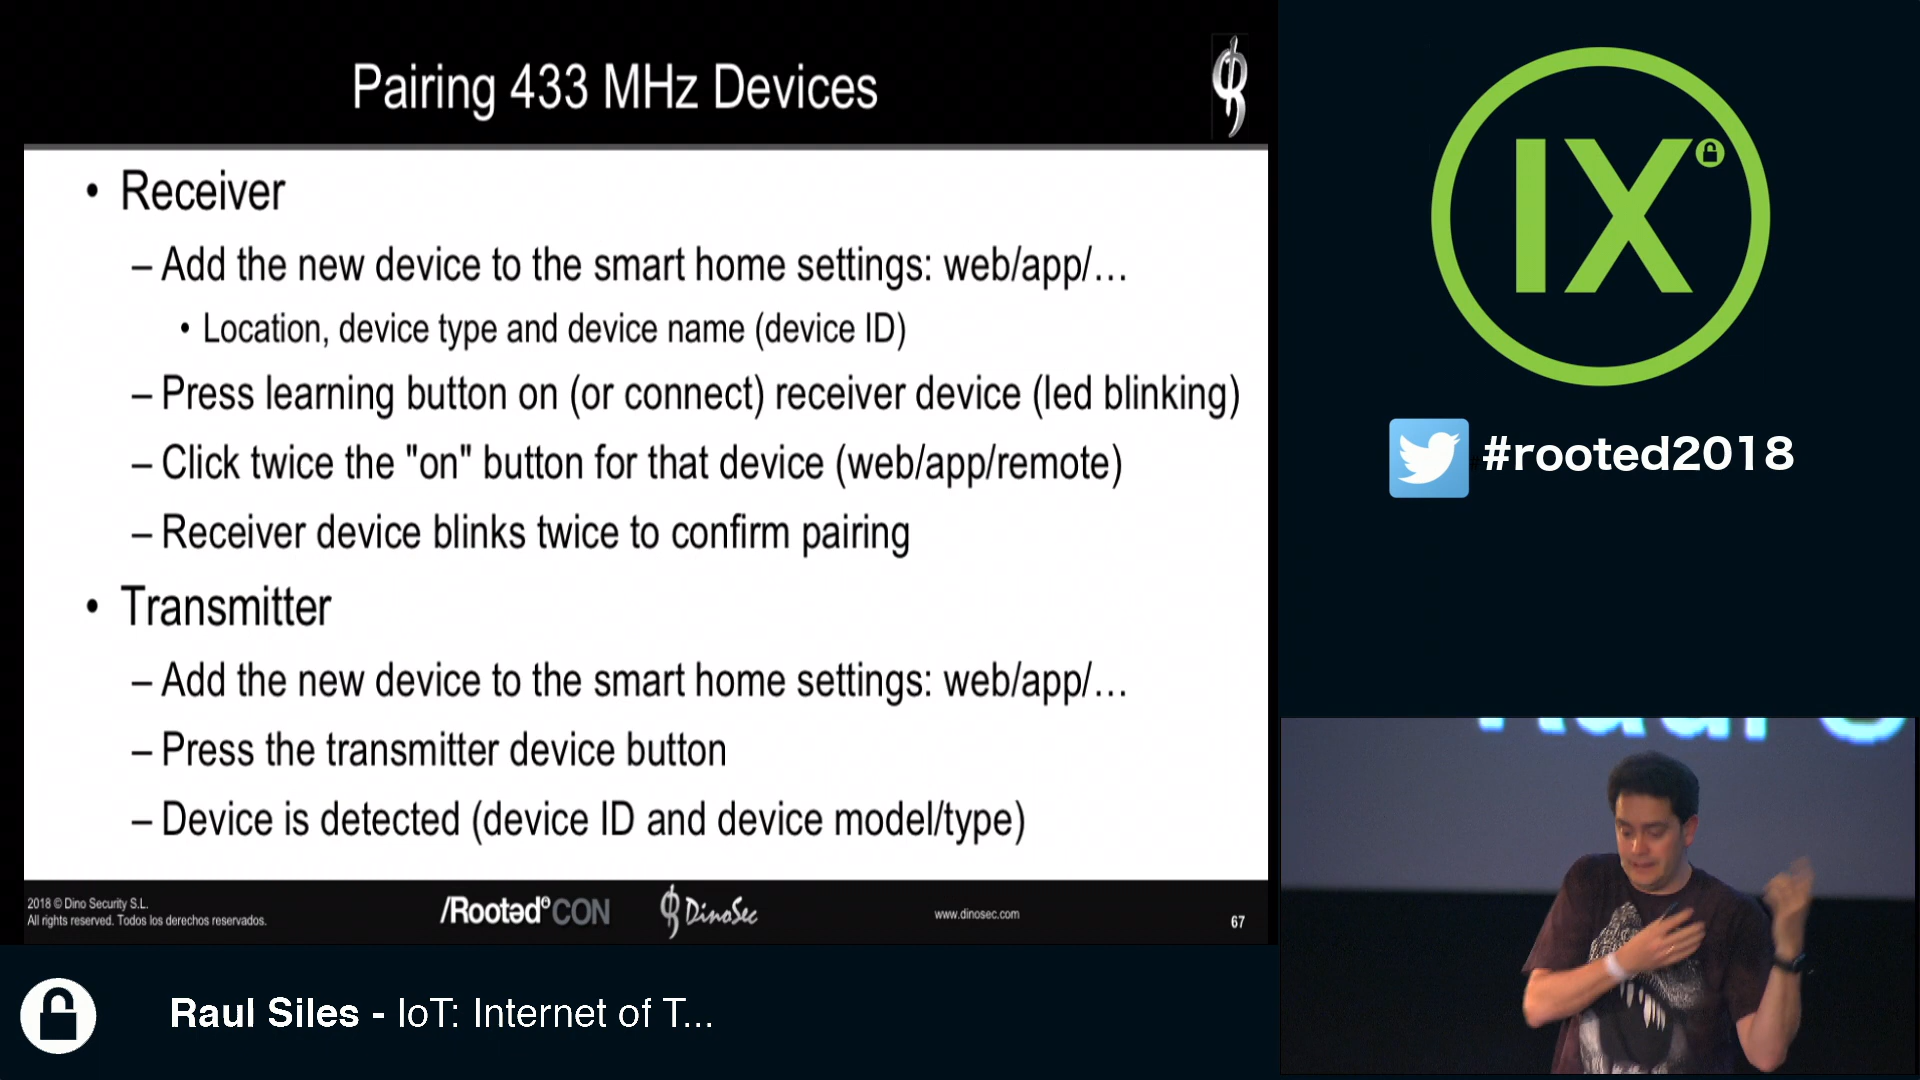 Pairing 433 MHz Devices
• Receiver
– Add the new device to the smart home settings: web/app/…
• Location, device type and device name (device ID)
– Press learning button on (or connect) receiver device (led blinking)
– Click twice the "on" button for that device (web/app/remote)
– Receiver device blinks twice to confirm pairing
• Transmitter
– Add the new device to the smart home settings: web/app/…
– Press the transmitter device button
– Device is detected (device ID and device model/type)
2018 © Dino Security S.L.
All rights reserved. Todos los derechos reservados.
/Rooted CON
DinoSec
www.dinosec.com
67
IX
#rooted2018
Raul Siles - IoT: Internet of T...